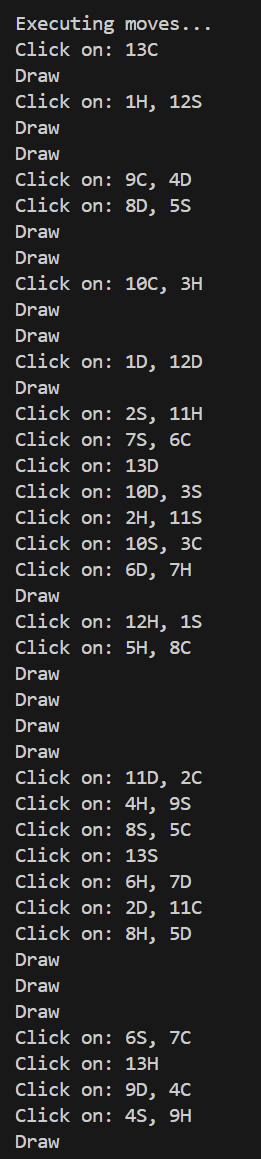 Executing moves...
Click on: 13C
Draw
Click on: 1H, 12S
Draw
Draw
Click on: 9C, 4D
Click on: 8D, 5S
Draw
Draw
Click on: 10C, 3H
Draw
Draw
Click on: 1D, 12D
Draw
Click on: 2S, 11H
Click on: 7S, 6C
Click on: 13D
Click on: 10D, 3S
Click on: 2H, 11S
Click on: 10S, 3C
Click on: 6D, 7H
Draw
Click on: 12H, 1S
Click on: 5H, 8C
Draw
Draw
Draw
Draw
Click on: 11D, 2C
Click on: 4H, 9S
Click on: 8S, 5C
Click on: 13S
Click on: 6H, 7D
Click on: 2D, 11C
Click on: 8H, 5D
Draw
Draw
Draw
Click on: 6S, 7C
Click on: 13H
Click on: 9D, 4C
Click on: 4S, 9H
Draw